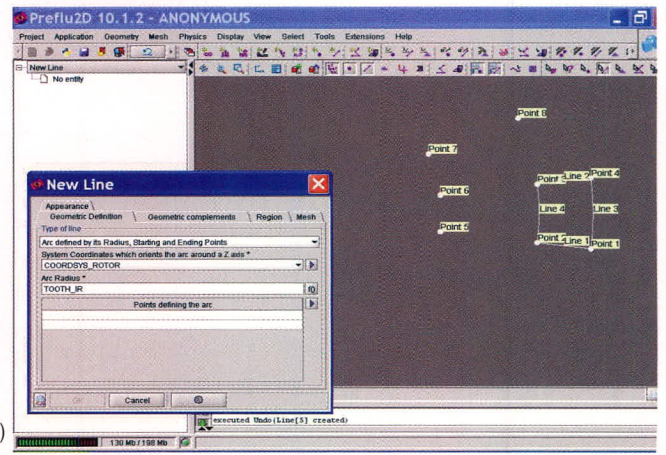 Preflu2D 10.1.2 - ANONYMOUS
Project Application Geometry Mesh Physics Display View Select Tools Extensions Help
New Line
No entity
Point 8
Point 7
Point 6
Point 5
Line 2 Point 4
Line 4 Line 3
Point 2 Line 1 Point 1
New Line
Appearance
Geometric Definition Geometric complements Region Mesh
Type of line
Arc defined by its Radius, Starting and Ending Points
System Coordinates which orients the arc around a Z axis *
COORDSYS_ROTOR
Arc Radius *
TOOTH_IR
f()
Points defining the arc
OK Cancel
executed Undo(Line[5] created)
130 Mb / 198 Mb
)